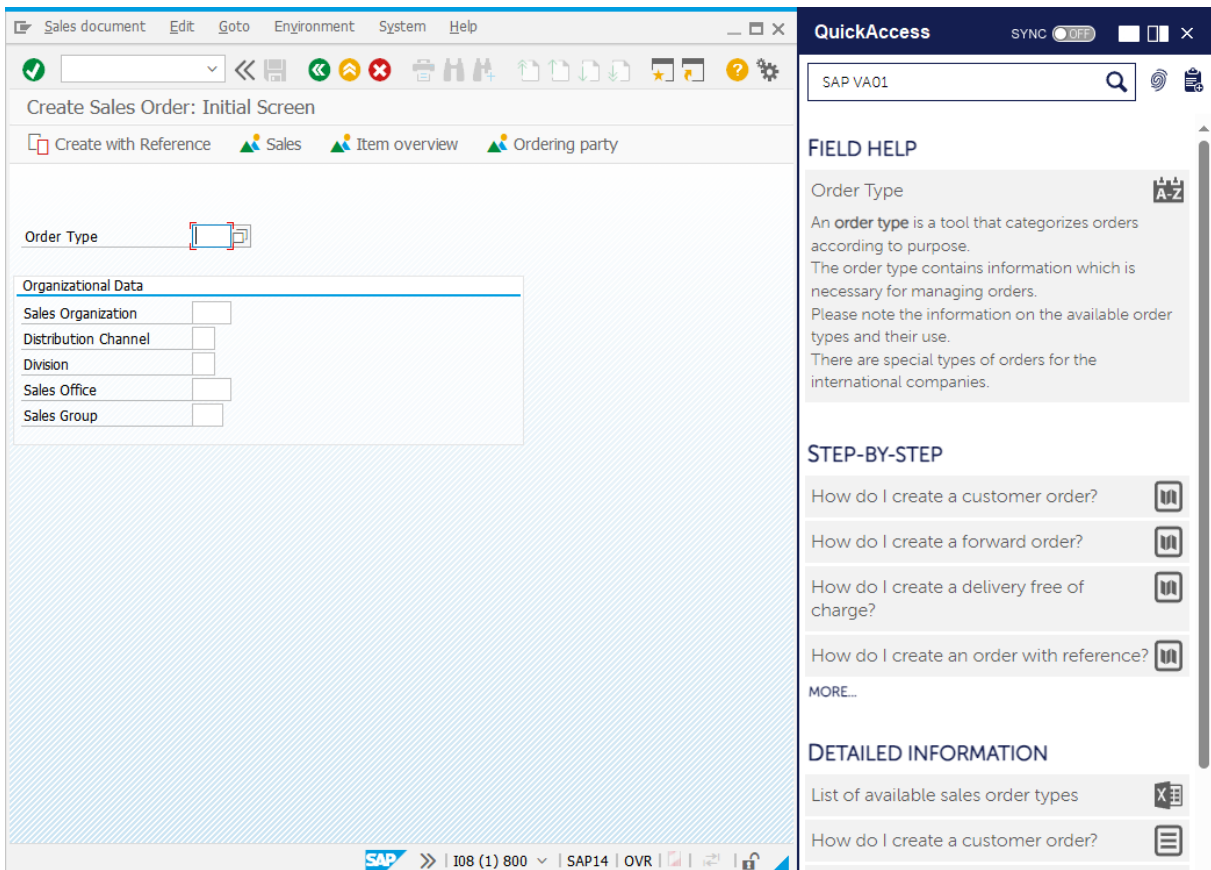 Sales document Edit Goto Environment System Help
Create Sales Order: Initial Screen
Create with Reference Sales Item overview Ordering party
Order Type
Organizational Data
Sales Organization
Distribution Channel
Division
Sales Office
Sales Group
SAP I08 (1) 800 SAP14 OVR
QuickAccess SYNC OFF
SAP VA01
FIELD HELP
Order Type A-Z
An order type is a tool that categorizes orders
according to purpose.
The order type contains information which is
necessary for managing orders.
Please note the information on the available order
types and their use.
There are special types of orders for the
international companies.
STEP-BY-STEP
How do I create a customer order?
How do I create a forward order?
How do I create a delivery free of
charge?
How do I create an order with reference?
MORE...
DETAILED INFORMATION
List of available sales order types
How do I create a customer order?